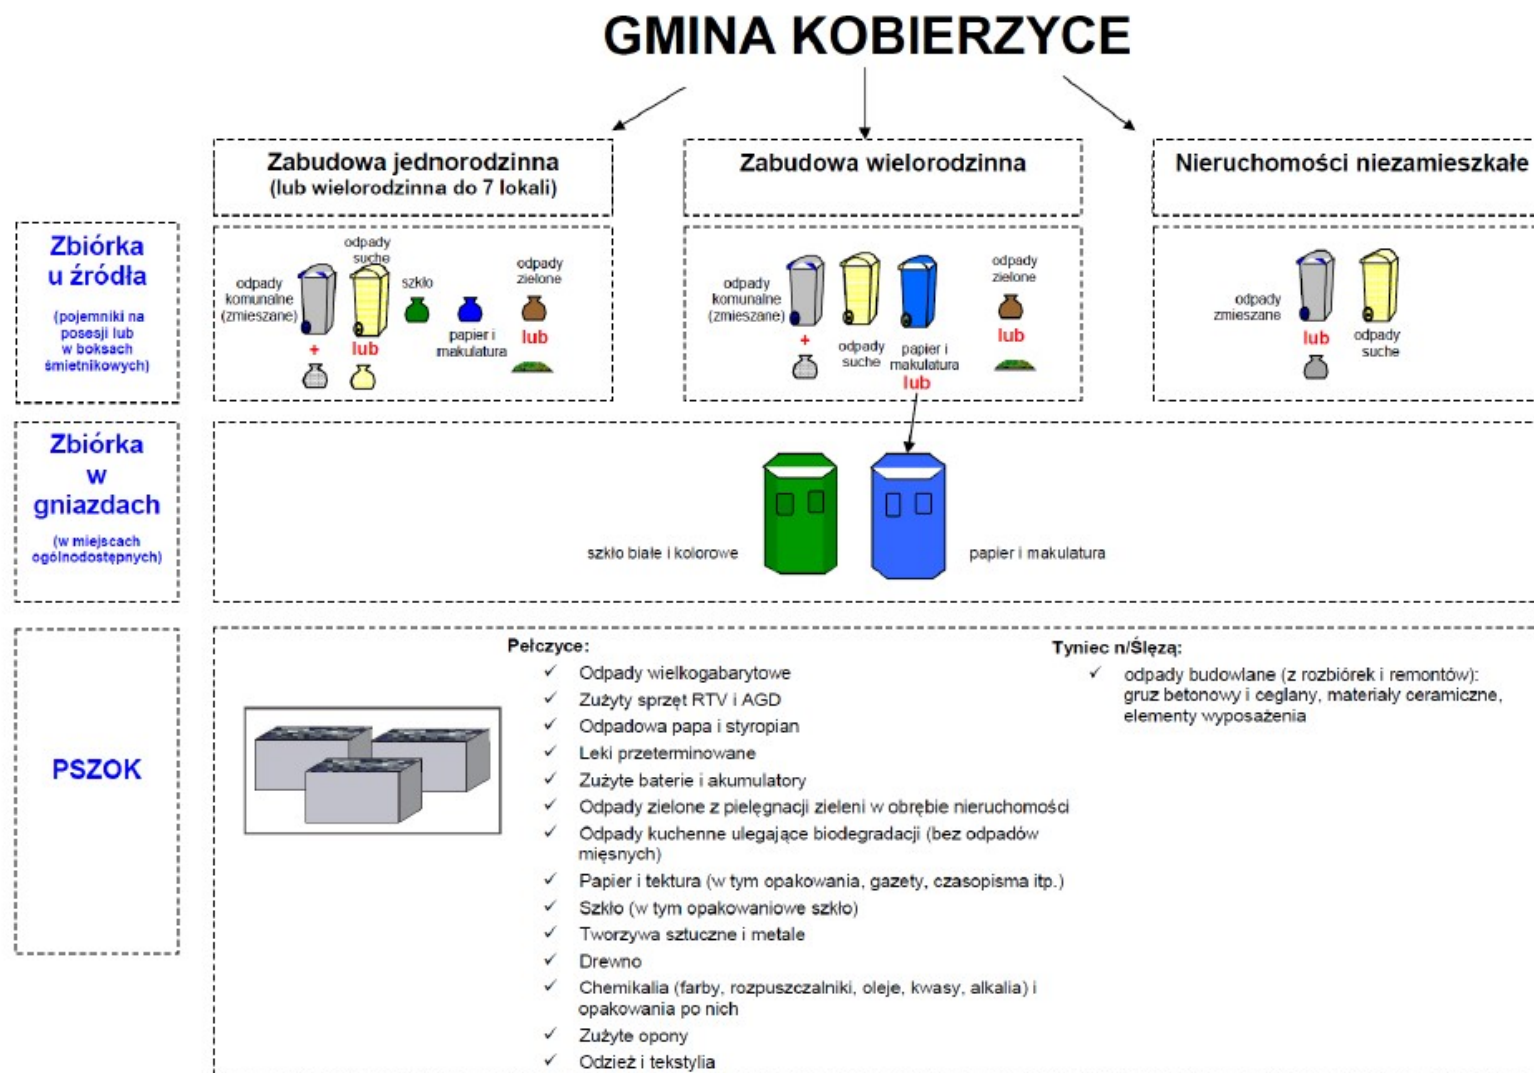 GMINA KOBIERZYCE
Zabudowa jednorodzinna
(lub wielorodzinna do 7 lokali)
Zabudowa wielorodzinna
Nieruchomości niezamieszkałe
Zbiórka
u źródła
(pojemniki na
posesji lub
w boksach
śmietnikowych)
odpady
komunalne
(zmieszane)
+
odpady
suche
lub
szkło
papier i
makulatura
odpady
zielone
lub
odpady
komunalne
(zmieszane)
+
odpady
suche
papier i
makulatura
lub
odpady
zielone
lub
odpady
zmieszane
lub
odpady
suche
Zbiórka
w
gniazdach
(w miejscach
ogólnodostępnych)
szkło białe i kolorowe
papier i makulatura
PSZOK
Pełczyce:
✓ Odpady wielkogabarytowe
✓ Zużyty sprzęt RTV i AGD
✓ Odpadowa papa i styropian
✓ Leki przeterminowane
✓ Zużyte baterie i akumulatory
✓ Odpady zielone z pielęgnacji zieleni w obrębie nieruchomości
✓ Odpady kuchenne ulegające biodegradacji (bez odpadów
mięsnych)
✓ Papier i tektura (w tym opakowania, gazety, czasopisma itp.)
✓ Szkło (w tym opakowaniowe szkło)
✓ Tworzywa sztuczne i metale
✓ Drewno
✓ Chemikalia (farby, rozpuszczalniki, oleje, kwasy, alkalia) i
opakowania po nich
✓ Zużyte opony
✓ Odzież i tekstylia
Tyniec n/Ślęzą:
✓ odpady budowlane (z rozbiórek i remontów):
gruz betonowy i ceglany, materiały ceramiczne,
elementy wyposażenia